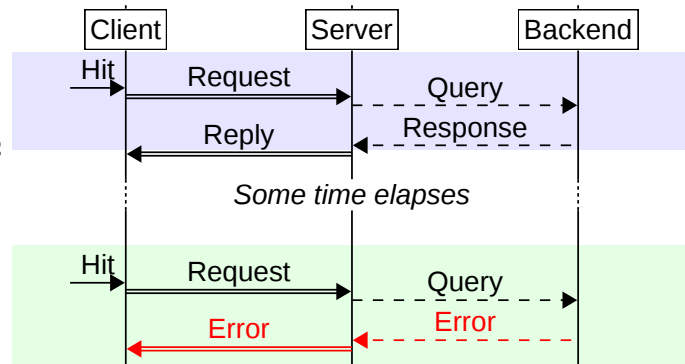 Client Server Backend
Hit
Request
Query
Response
Reply
Some time elapses
Hit
Request
Query
Error
Error